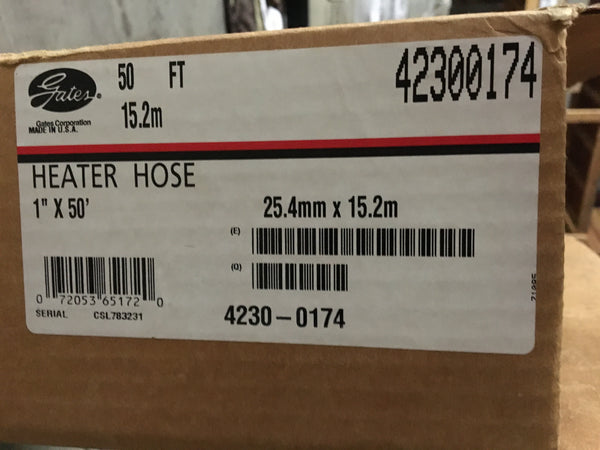 Gates®
Gates Corporation
MADE IN U.S.A.
50 FT
15.2m
42300174
HEATER HOSE
1" X 50'
25.4mm x 15.2m
(E)
(Q)
0 72053 65172 0
SERIAL CSL783231
4230-0174